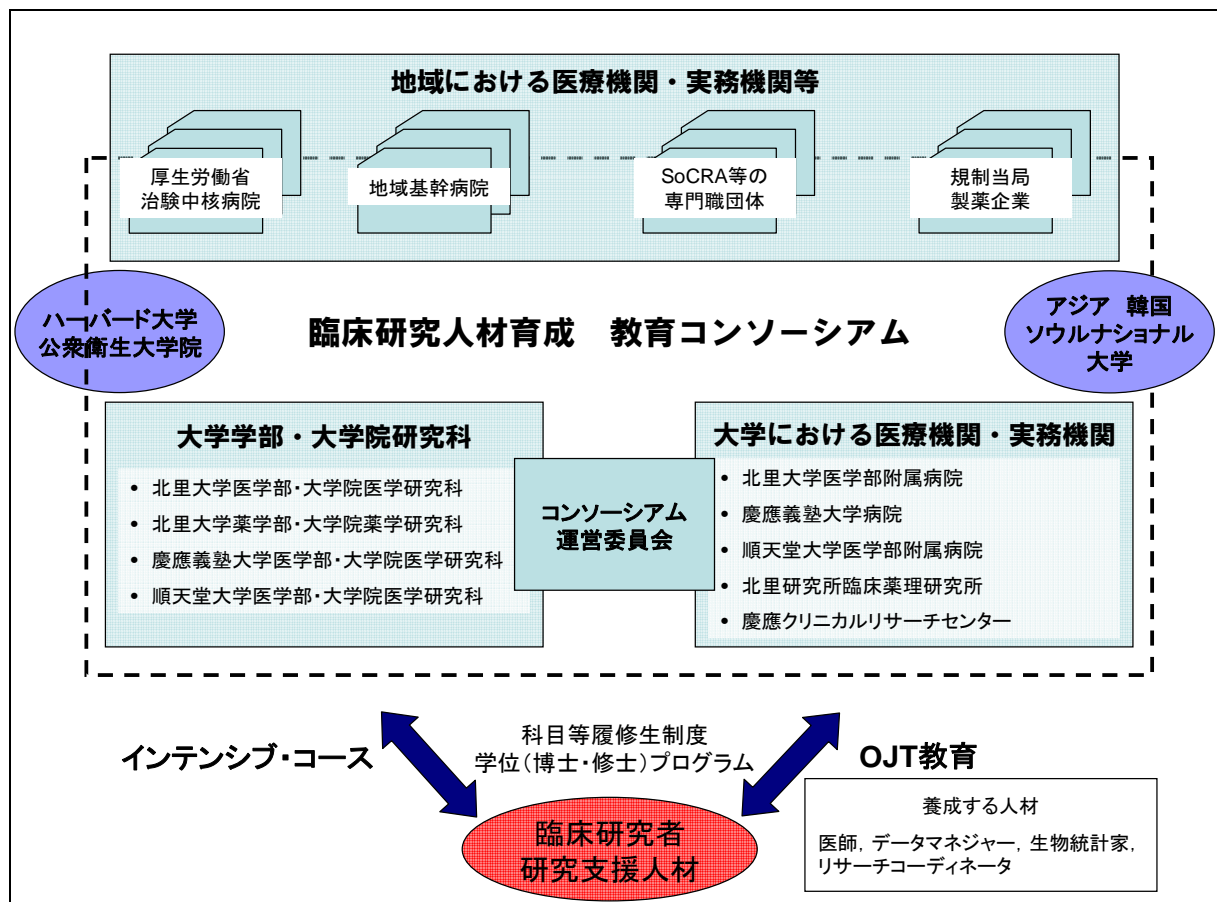 地域における医療機関・実務機関等
厚生労働省
治験中核病院
地域基幹病院
SoCRA等の
専門職団体
規制当局
製薬企業
ハーバード大学
公衆衛生大学院
臨床研究人材育成　教育コンソーシアム
アジア　韓国
ソウルナショナル
大学
大学学部・大学院研究科
• 北里大学医学部・大学院医学研究科
• 北里大学薬学部・大学院薬学研究科
• 慶應義塾大学医学部・大学院医学研究科
• 順天堂大学医学部・大学院医学研究科
コンソーシアム
運営委員会
大学における医療機関・実務機関
• 北里大学医学部附属病院
• 慶應義塾大学病院
• 順天堂大学医学部附属病院
• 北里研究所臨床薬理研究所
• 慶應クリニカルリサーチセンター
インテンシブ・コース
科目等履修生制度
学位（博士・修士）プログラム
OJT教育
臨床研究者
研究支援人材
養成する人材
医師，データマネジャー，生物統計家，
リサーチコーディネータ